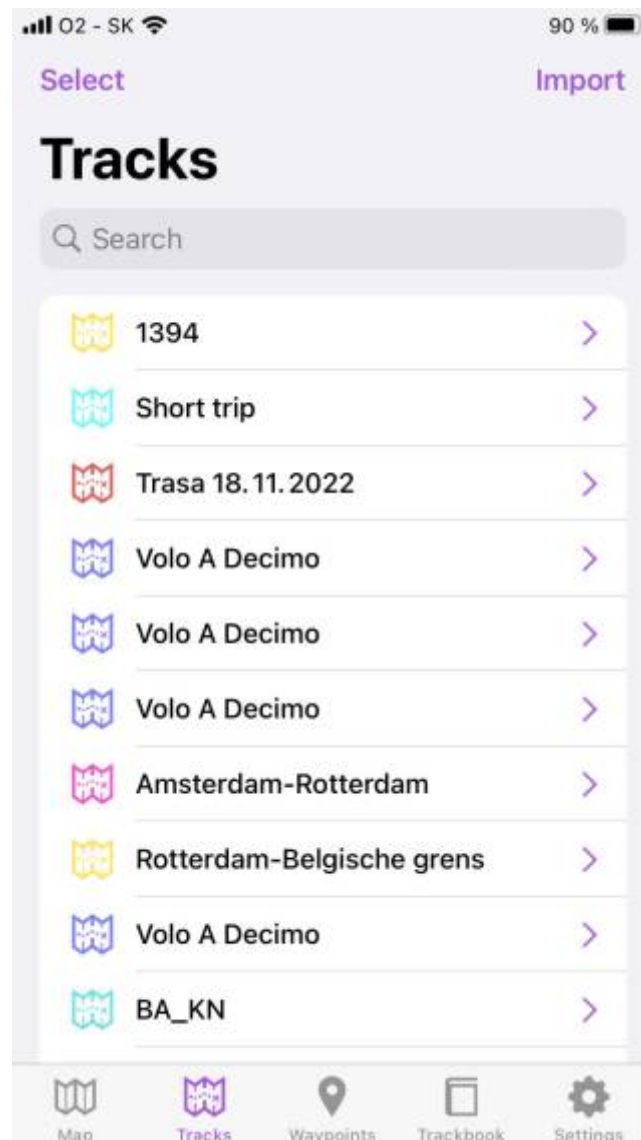 O2 - SK 90 %
Select Import
Tracks
Search
1394
Short trip
Trasa 18. 11. 2022
Volo A Decimo
Volo A Decimo
Volo A Decimo
Amsterdam-Rotterdam
Rotterdam-Belgische grens
Volo A Decimo
BA_KN
Map Tracks Waypoints Trackbook Settings